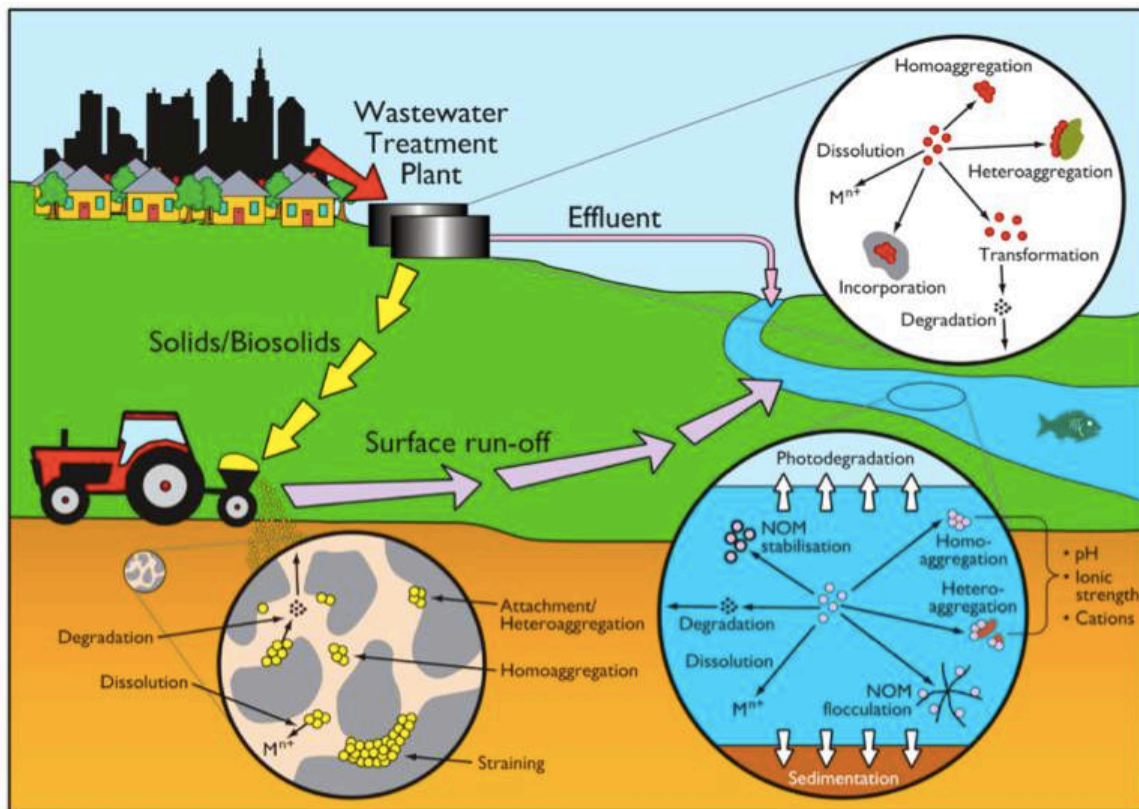 Wastewater
Treatment
Plant
Effluent
Solids/Biosolids
Surface run-off
Homoaggregation
Dissolution
Heteroaggregation
Mⁿ⁺
Transformation
Incorporation
Degradation
Photodegradation
NOM
stabilisation
Homo-
aggregation
Hetero-
aggregation
• pH
• Ionic
strength
• Cations
Degradation
Dissolution
Mⁿ⁺
NOM
flocculation
Sedimentation
Attachment/
Heteroaggregation
Degradation
Homoaggregation
Dissolution
Mⁿ⁺
Straining